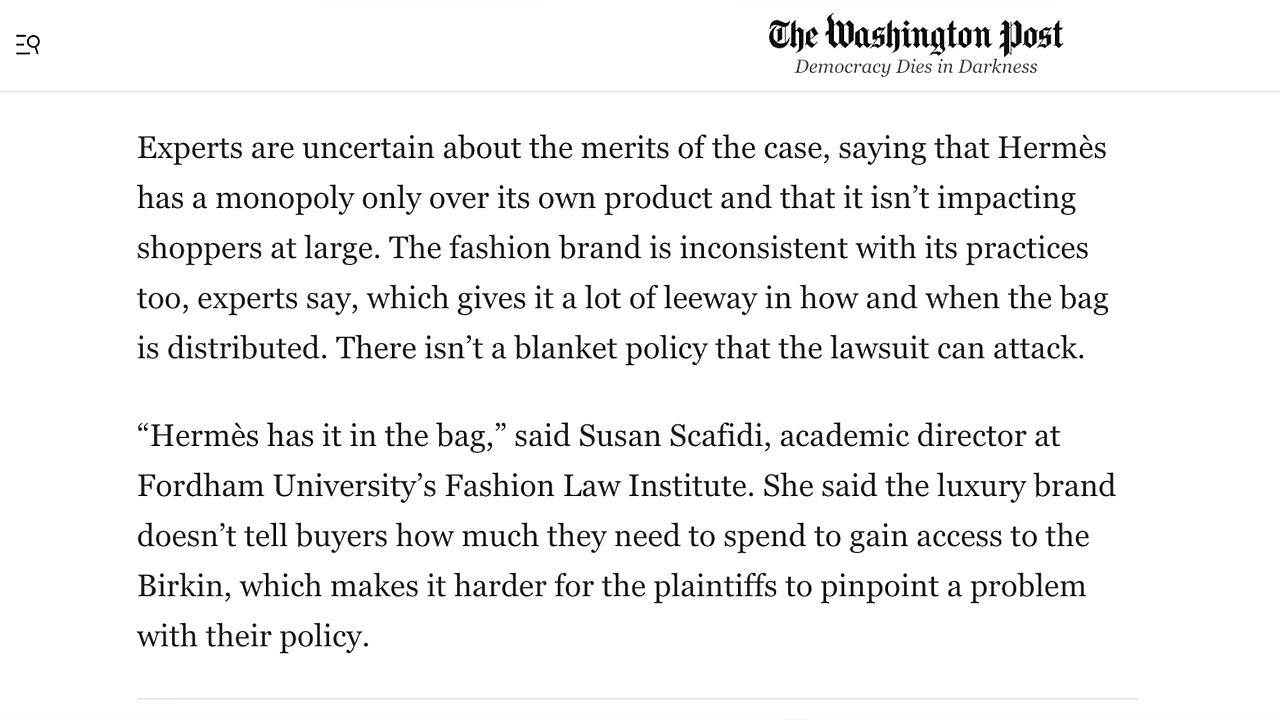 The Washington Post
Democracy Dies in Darkness
Experts are uncertain about the merits of the case, saying that Hermès
has a monopoly only over its own product and that it isn’t impacting
shoppers at large. The fashion brand is inconsistent with its practices
too, experts say, which gives it a lot of leeway in how and when the bag
is distributed. There isn’t a blanket policy that the lawsuit can attack.
“Hermès has it in the bag,” said Susan Scafidi, academic director at
Fordham University’s Fashion Law Institute. She said the luxury brand
doesn’t tell buyers how much they need to spend to gain access to the
Birkin, which makes it harder for the plaintiffs to pinpoint a problem
with their policy.